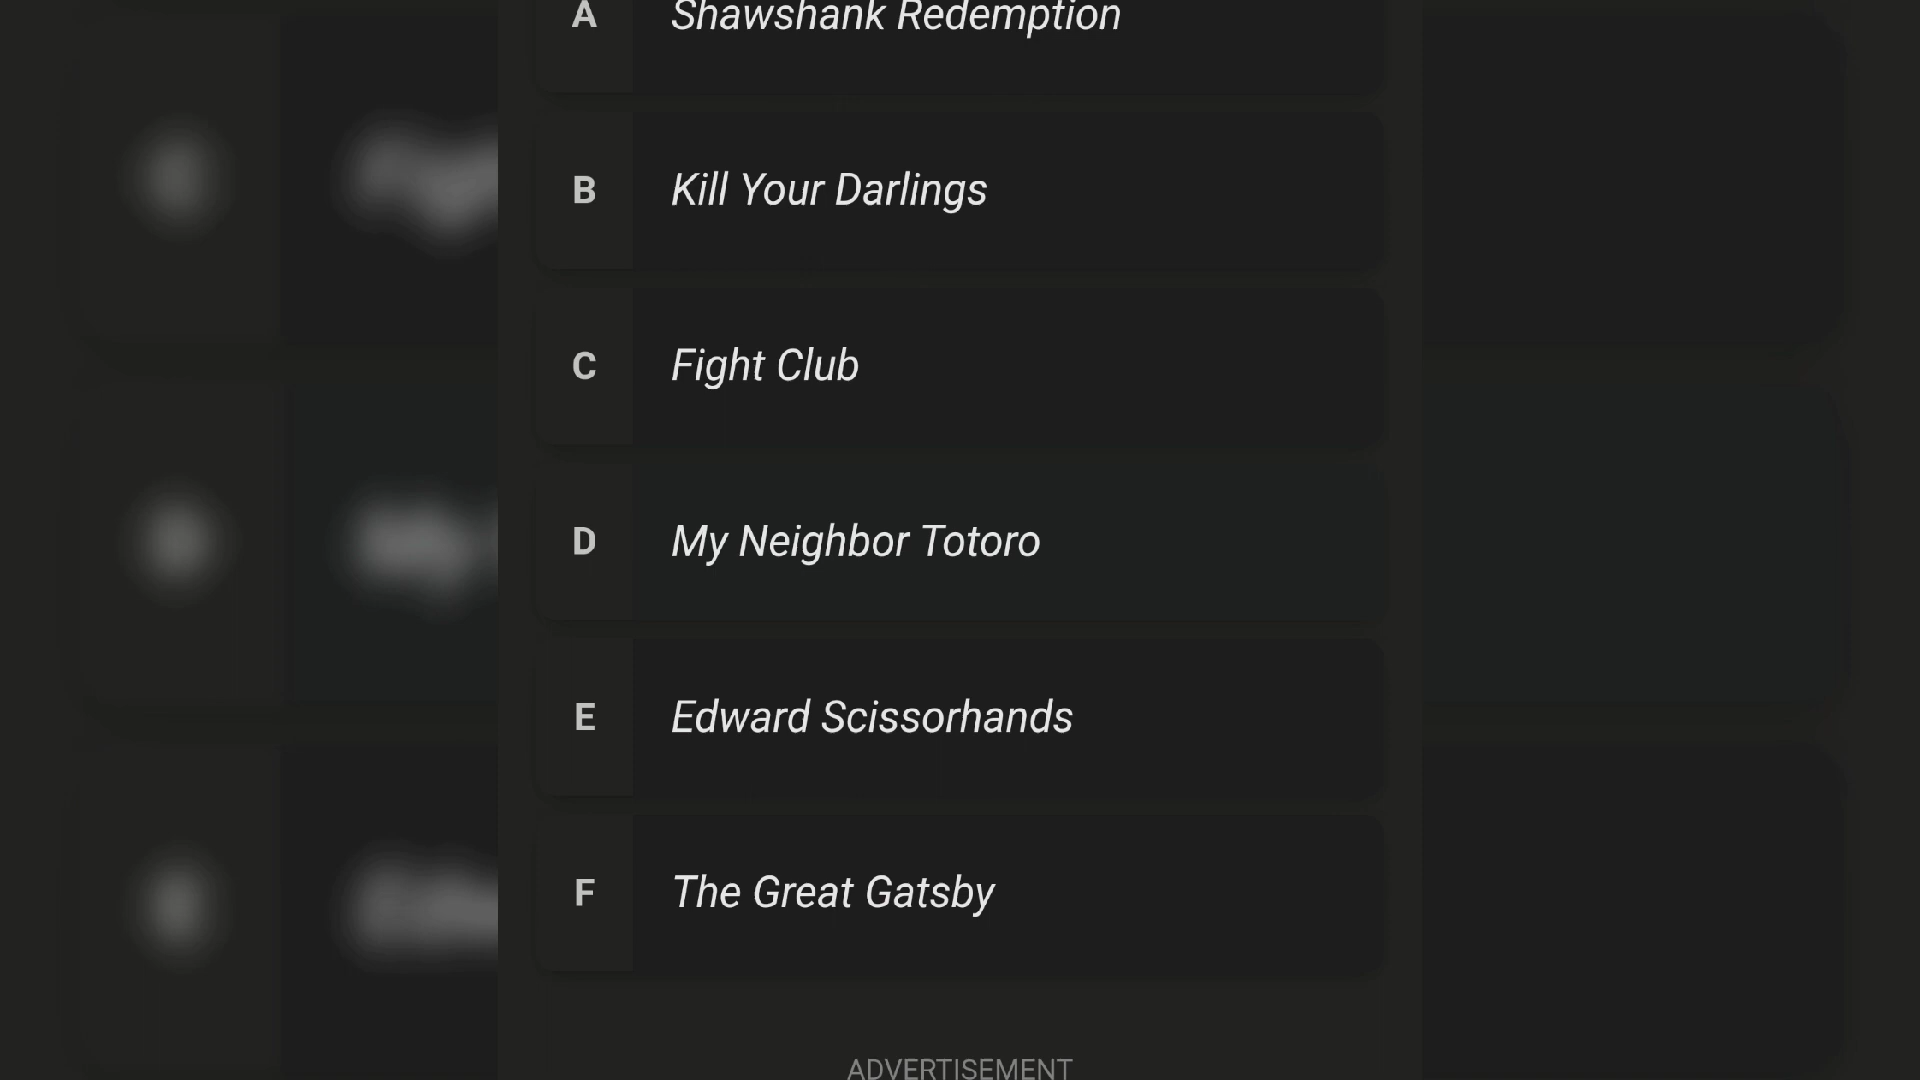 A Shawshank Redemption
B Kill Your Darlings
C Fight Club
D My Neighbor Totoro
E Edward Scissorhands
F The Great Gatsby
ADVERTISEMENT